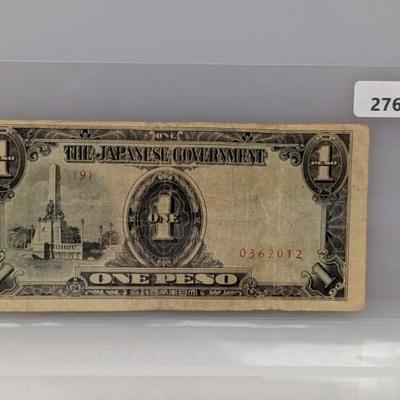 276
ONE
THE JAPANESE GOVERNMENT
1 {9} 1
1
ONE
0362012
1
ONE PESO